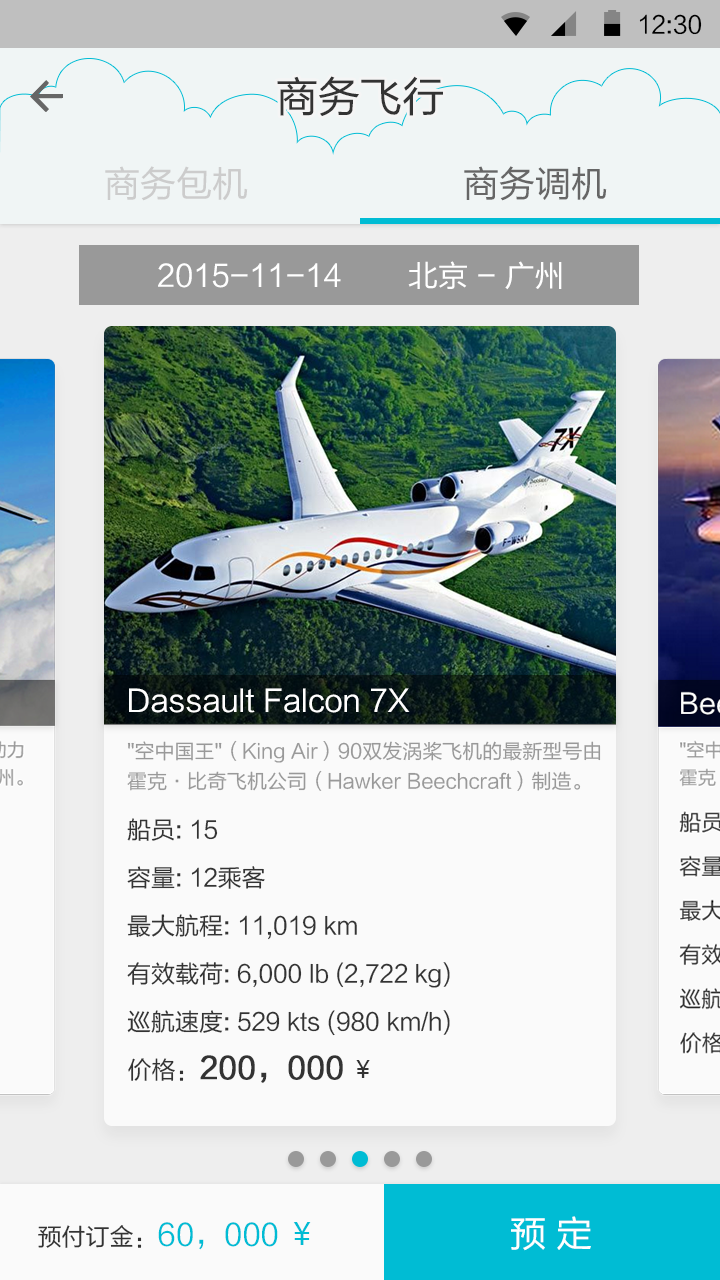 12:30
商务飞行
商务包机 商务调机
2015-11-14 北京 - 广州
7X
F-WSKY
Dassault Falcon 7X
Bee
动力
州。
"空中国王"（King Air）90双发涡桨飞机的最新型号由
霍克·比奇飞机公司（Hawker Beechcraft）制造。
船员: 15
容量: 12乘客
最大航程: 11,019 km
有效载荷: 6,000 lb (2,722 kg)
巡航速度: 529 kts (980 km/h)
价格：200，000 ¥
"空中
霍克
船员
容量
最大
有效
巡航
价格
预付订金：60，000 ¥
预 定